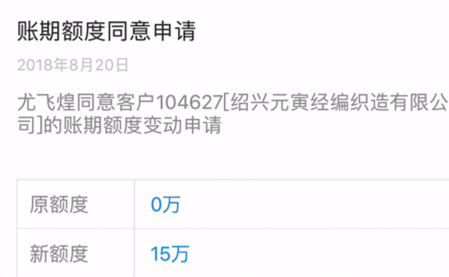 账期额度同意申请
2018年8月20日
尤飞煌同意客户104627[绍兴元寅经编织造有限公
司]的账期额度变动申请
原额度 0万
新额度 15万